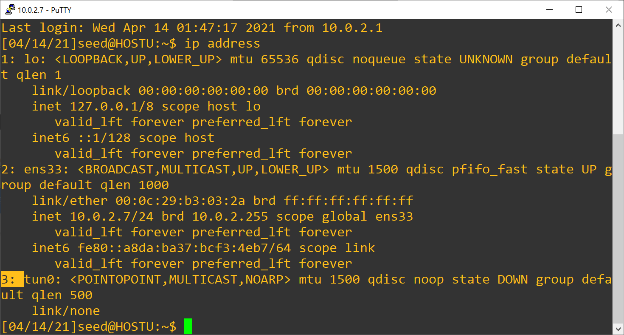 10.0.2.7 - PuTTY
Last login: Wed Apr 14 01:47:17 2021 from 10.0.2.1
[04/14/21]seed@HOSTU:~$ ip address
1: lo: <LOOPBACK,UP,LOWER_UP> mtu 65536 qdisc noqueue state UNKNOWN group defaul
t qlen 1
    link/loopback 00:00:00:00:00:00 brd 00:00:00:00:00:00
    inet 127.0.0.1/8 scope host lo
       valid_lft forever preferred_lft forever
    inet6 ::1/128 scope host
       valid_lft forever preferred_lft forever
2: ens33: <BROADCAST,MULTICAST,UP,LOWER_UP> mtu 1500 qdisc pfifo_fast state UP g
roup default qlen 1000
    link/ether 00:0c:29:b3:03:2a brd ff:ff:ff:ff:ff:ff
    inet 10.0.2.7/24 brd 10.0.2.255 scope global ens33
       valid_lft forever preferred_lft forever
    inet6 fe80::a8da:ba37:bcf3:4eb7/64 scope link
       valid_lft forever preferred_lft forever
3: tun0: <POINTOPOINT,MULTICAST,NOARP> mtu 1500 qdisc noop state DOWN group defa
ult qlen 500
    link/none
[04/14/21]seed@HOSTU:~$